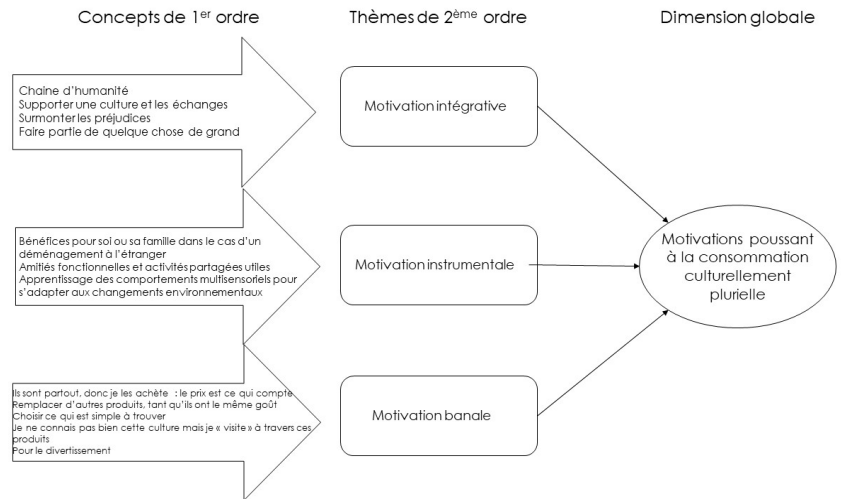 Concepts de 1er ordre
Thèmes de 2ème ordre
Dimension globale
Chaine d'humanité
Supporter une culture et les échanges
Surmonter les préjudices
Faire partie de quelque chose de grand
Motivation intégrative
Bénéfices pour soi ou sa famille dans le cas d'un
déménagement à l'étranger
Amitiés fonctionnelles et activités partagées utiles
Apprentissage des comportements multisensoriels pour
s'adapter aux changements environnementaux
Motivation instrumentale
Motivations poussant
à la consommation
culturellement
plurielle
Ils sont partout, donc je les achète : le prix est ce qui compte
Remplacer d'autres produits, tant qu'ils ont le même goût
Choisir ce qui est simple à trouver
Je ne connais pas bien cette culture mais je « visite » à travers ces
produits
Pour le divertissement
Motivation banale